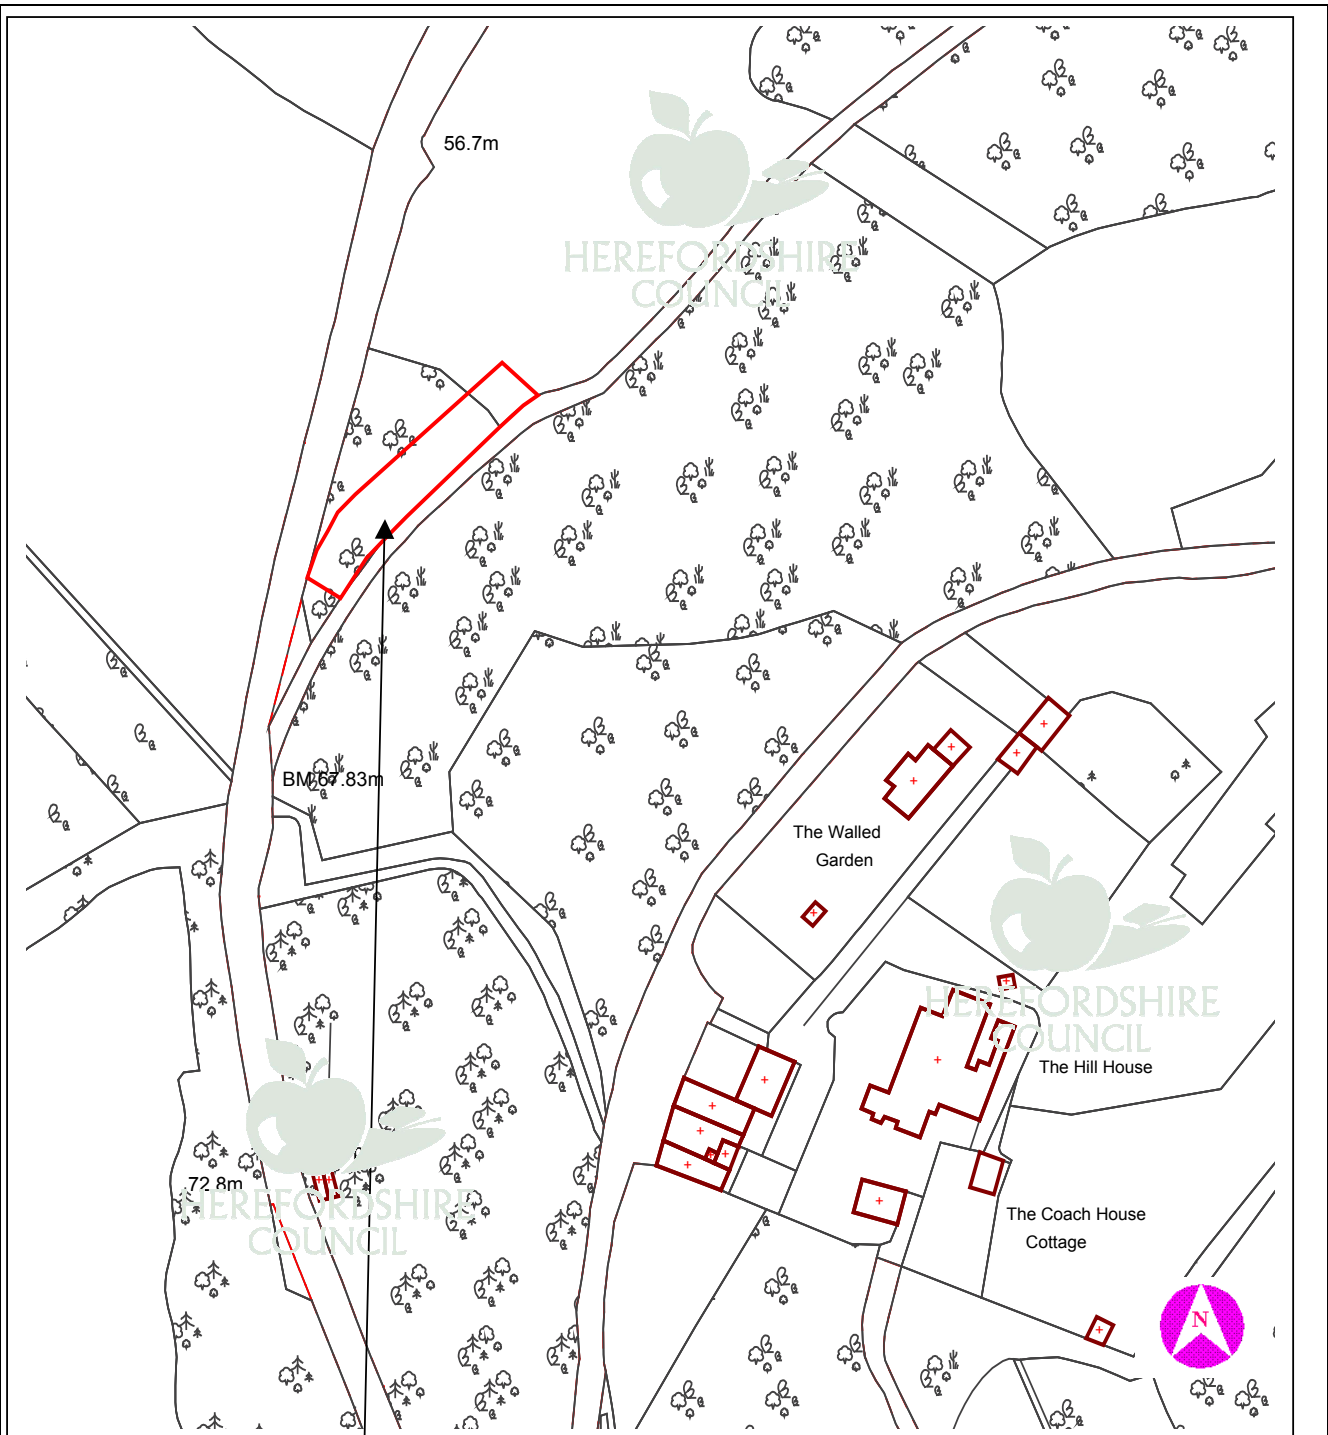 56.7m
HEREFORDSHIRE
COUNCIL
BM 67.83m
The Walled
Garden
HEREFORDSHIRE
COUNCIL
The Hill House
72.8m
HEREFORDSHIRE
COUNCIL
The Coach House
Cottage
N